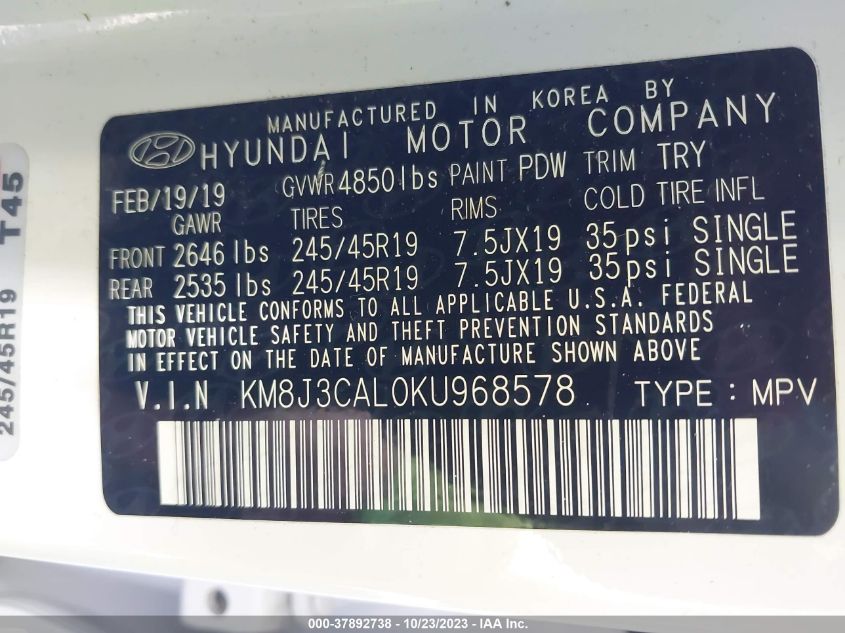 MANUFACTURED IN KOREA BY
HYUNDAI MOTOR COMPANY
FEB/19/19 GVWR 4850 lbs PAINT PDW TRIM TRY
GAWR TIRES RIMS COLD TIRE INFL
FRONT 2646 lbs 245/45R19 7.5JX19 35psi SINGLE
REAR 2535 lbs 245/45R19 7.5JX19 35psi SINGLE
THIS VEHICLE CONFORMS TO ALL APPLICABLE U.S.A. FEDERAL
MOTOR VEHICLE SAFETY AND THEFT PREVENTION STANDARDS
IN EFFECT ON THE DATE OF MANUFACTURE SHOWN ABOVE
V.I.N KM8J3CAL0KU968578 TYPE : MPV
245/45R19 T45
000-37892738 - 10/23/2023 - IAA Inc.